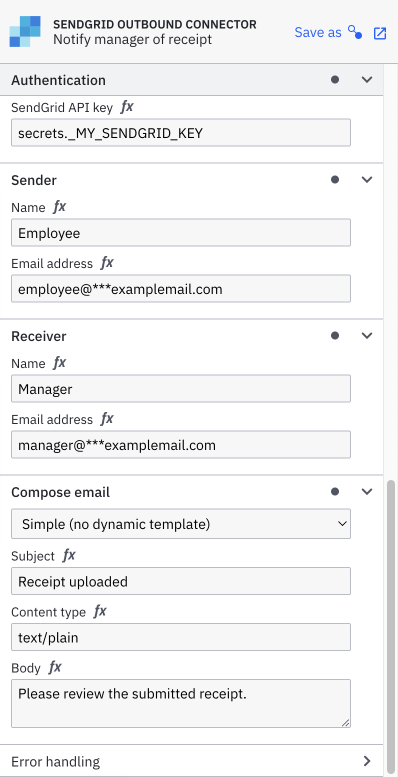 SENDGRID OUTBOUND CONNECTOR
Notify manager of receipt
Save as
Authentication
SendGrid API key fx
secrets._MY_SENDGRID_KEY
Sender
Name fx
Employee
Email address fx
employee@***examplemail.com
Receiver
Name fx
Manager
Email address fx
manager@***examplemail.com
Compose email
Simple (no dynamic template)
Subject fx
Receipt uploaded
Content type fx
text/plain
Body fx
Please review the submitted receipt.
Error handling